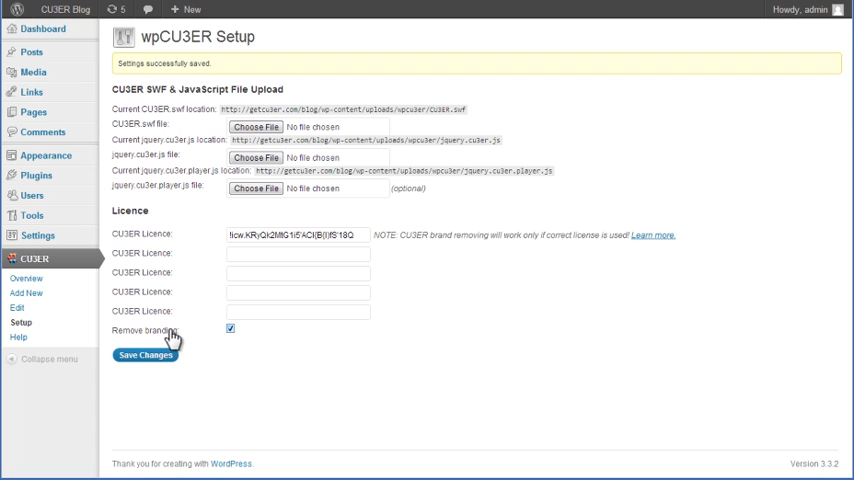 CU3ER Blog 5 New Howdy, admin
Dashboard
Posts
Media
Links
Pages
Comments
Appearance
Plugins
Users
Tools
Settings
CU3ER
Overview
Add New
Edit
Setup
Help
Collapse menu
wpCU3ER Setup
Settings successfully saved.
CU3ER SWF & JavaScript File Upload
Current CU3ER.swf location: http://getcu3er.com/blog/wp-content/uploads/wpcu3er/CU3ER.swf
CU3ER.swf file: Choose File No file chosen
Current jquery.cu3er.js location: http://getcu3er.com/blog/wp-content/uploads/wpcu3er/jquery.cu3er.js
jquery.cu3er.js file: Choose File No file chosen
Current jquery.cu3er.player.js location: http://getcu3er.com/blog/wp-content/uploads/wpcu3er/jquery.cu3er.player.js
jquery.cu3er.player.js file: Choose File No file chosen (optional)
Licence
CU3ER Licence: NOTE: CU3ER brand removing will work only if correct license is used! Learn more.
CU3ER Licence:
CU3ER Licence:
CU3ER Licence:
CU3ER Licence:
Remove branding:
Save Changes
Thank you for creating with WordPress. Version 3.3.2